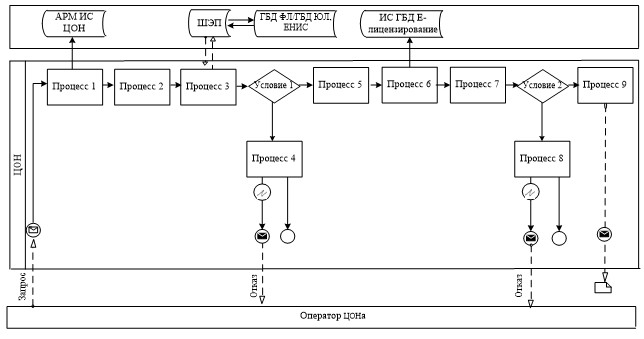 АРМ ИС
ЦОН
ШЭП
ГБД ФЛ/ГБД ЮЛ,
ЕНИС
ИС ГБД Е-
лицензирование
ЦОН
Процесс 1
Процесс 2
Процесс 3
Условие 1
Процесс 5
Процесс 6
Процесс 7
Условие 2
Процесс 9
Процесс 4
Процесс 8
Запрос
Отказ
Отказ
Оператор ЦОНа